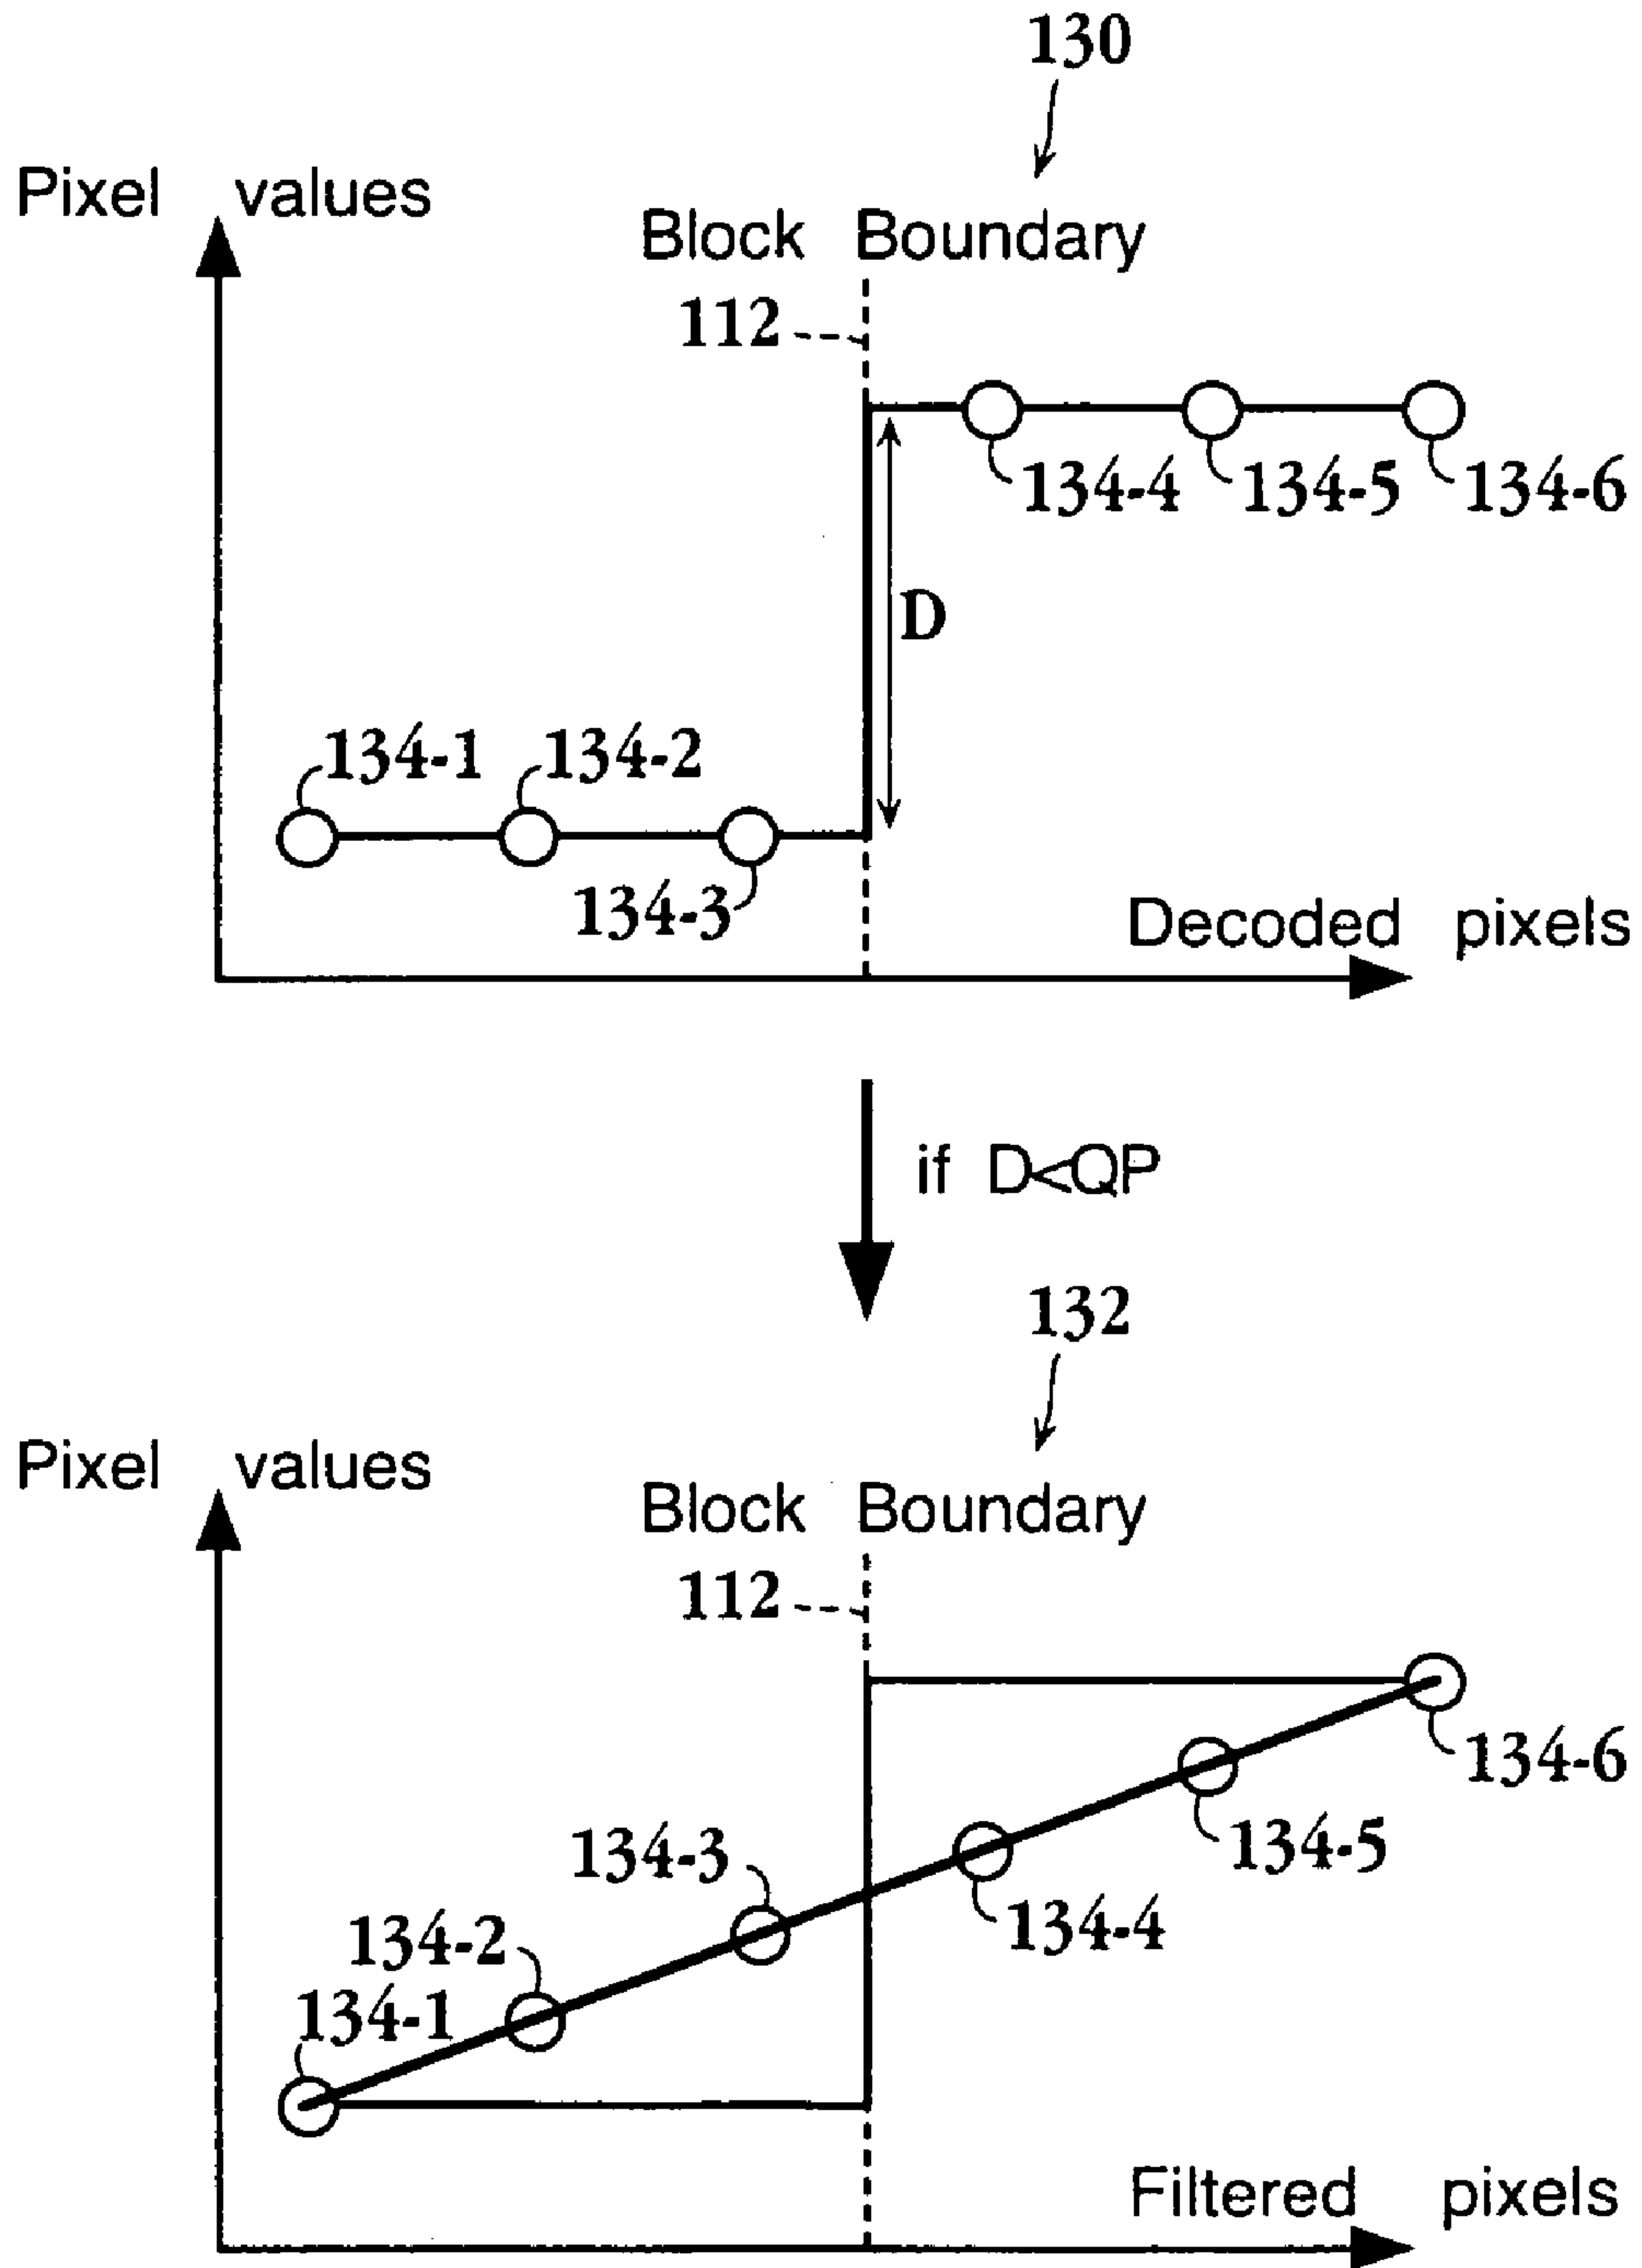 130
Pixel values
Block Boundary
112
134-4 134-5 134-6
D
134-1 134-2
134-3
Decoded pixels
if D<QP
132
Pixel values
Block Boundary
112
134-6
134-5
134-3
134-4
134-2
134-1
Filtered pixels